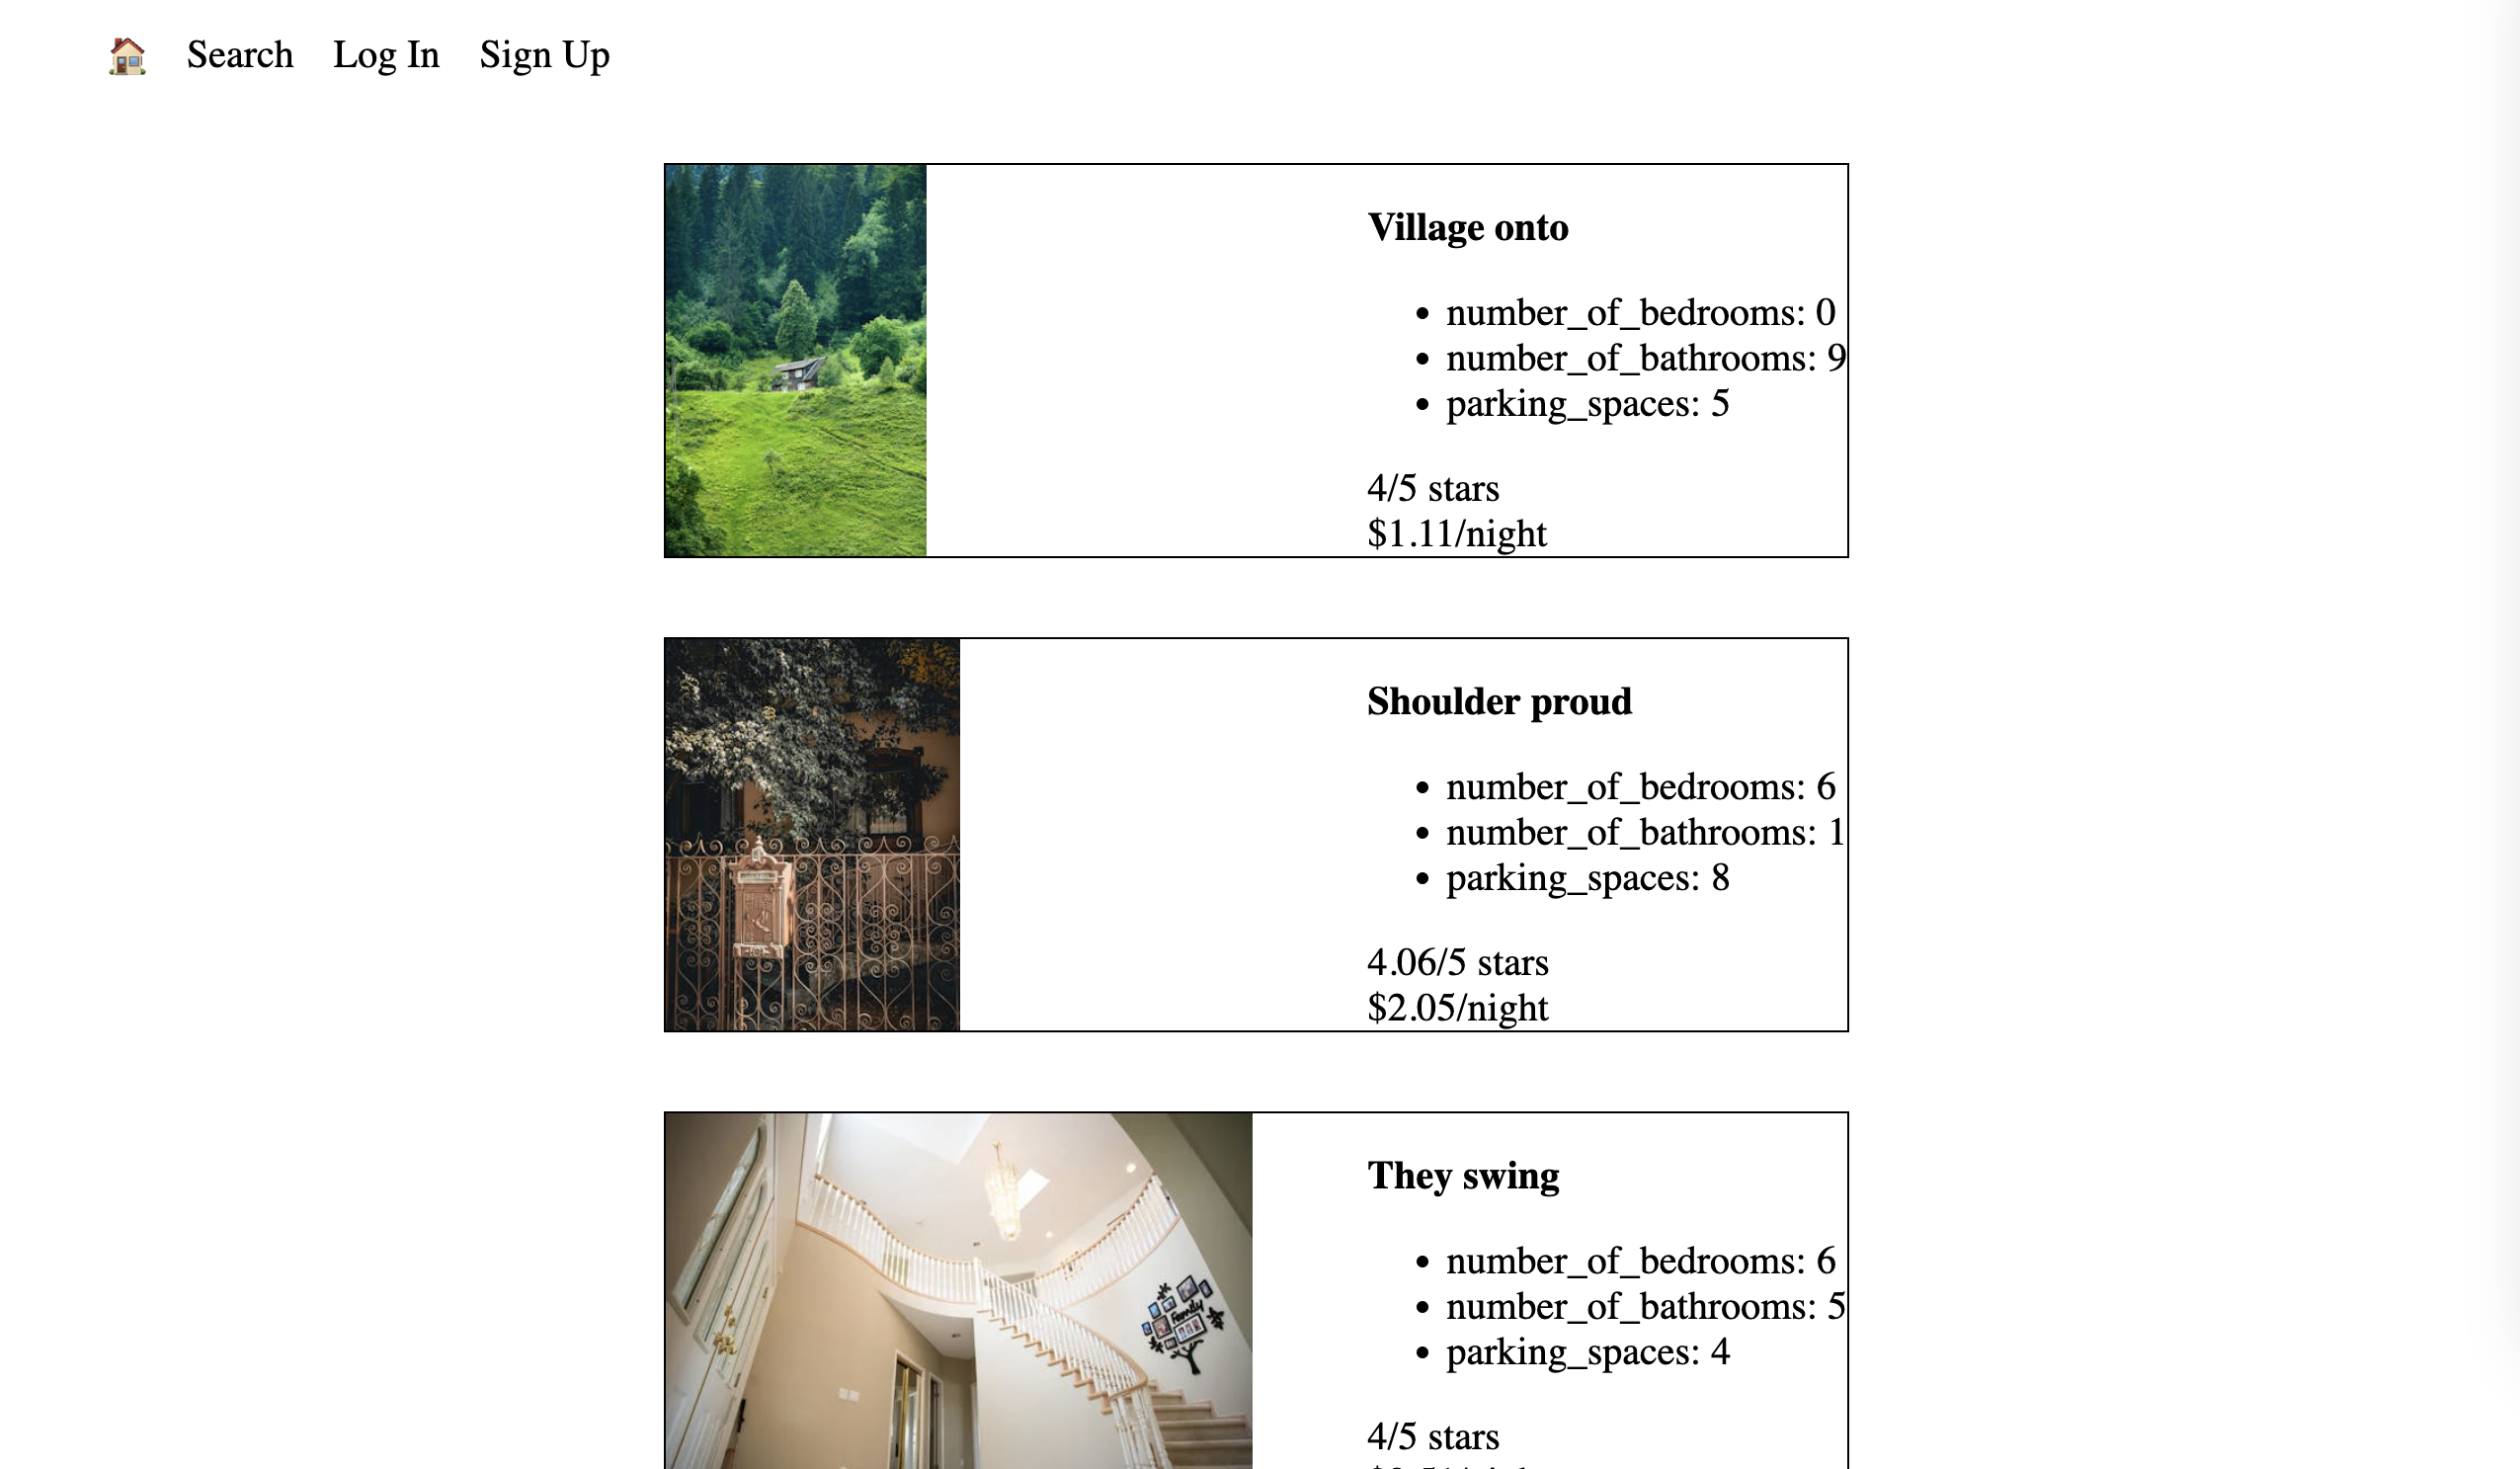 Search Log In Sign Up
Village onto
number_of_bedrooms: 0
number_of_bathrooms: 9
parking_spaces: 5
4/5 stars
$1.11/night
Shoulder proud
number_of_bedrooms: 6
number_of_bathrooms: 1
parking_spaces: 8
4.06/5 stars
$2.05/night
They swing
Family
number_of_bedrooms: 6
number_of_bathrooms: 5
parking_spaces: 4
4/5 stars